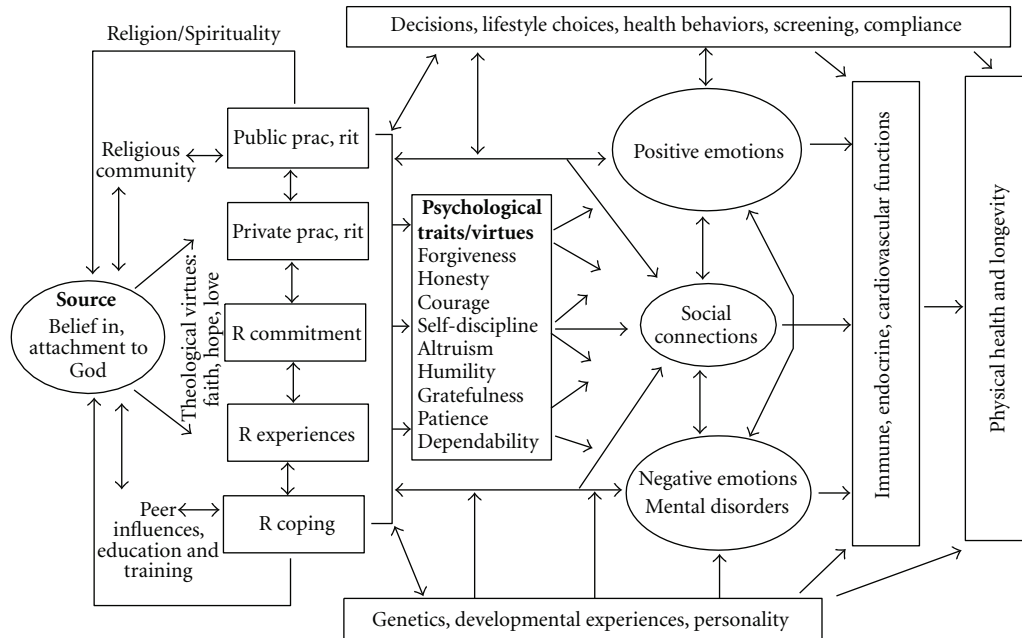 Decisions, lifestyle choices, health behaviors, screening, compliance
Religion/Spirituality
Public prac, rit
Religious
community
Private prac, rit
Theological virtues:
faith, hope, love
Source
Belief in,
attachment to
God
R commitment
R experiences
Peer
influences,
education and
training
R coping
Psychological
traits/virtues
Forgiveness
Honesty
Courage
Self-discipline
Altruism
Humility
Gratefulness
Patience
Dependability
Positive emotions
Social
connections
Negative emotions
Mental disorders
Immune, endocrine, cardiovascular functions
Physical health and longevity
Genetics, developmental experiences, personality